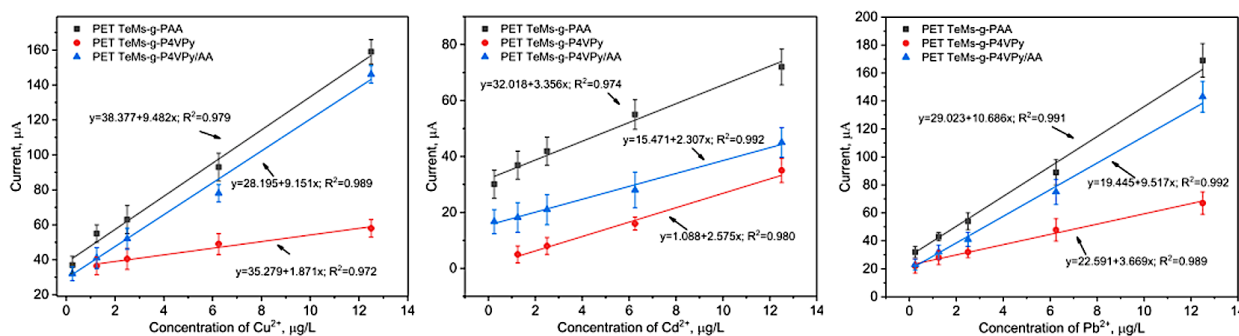 PET TeMs-g-PAA
PET TeMs-g-P4VPy
PET TeMs-g-P4VPy/AA
y=38.377+9.482x; R²=0.979
y=28.195+9.151x; R²=0.989
y=35.279+1.871x; R²=0.972
Current, μA
160
140
120
100
80
60
40
20
0 2 4 6 8 10 12 14
Concentration of Cu²⁺, μg/L
PET TeMs-g-PAA
PET TeMs-g-P4VPy
PET TeMs-g-P4VPy/AA
y=32.018+3.356x; R²=0.974
y=15.471+2.307x; R²=0.992
y=1.088+2.575x; R²=0.980
Current, μA
80
60
40
20
0
0 2 4 6 8 10 12 14
Concentration of Cd²⁺, μg/L
PET TeMs-g-PAA
PET TeMs-g-P4VPy
PET TeMs-g-P4VPy/AA
y=29.023+10.686x; R²=0.991
y=19.445+9.517x; R²=0.992
y=22.591+3.669x; R²=0.989
Current, μA
200
180
160
140
120
100
80
60
40
20
0
0 2 4 6 8 10 12 14
Concentration of Pb²⁺, μg/L